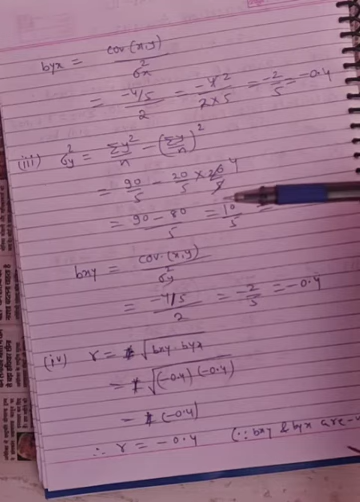 byx = cov(x,y) / σx²
= -4/5 / 2 = -4 2 / 2×5 = -2/5 = -0.4
(iii) σy² = Σy²/n - (Σy/n)²
= 90/5 - 20/5 × 20/5 4
= 90 - 80 / 5 = 10/5 =
bxy = cov.(x,y) / σy²
= -4/5 / 2 = -2/5 = -0.4
(iv) r = ± √bxy.byx
= ± √(-0.4)(-0.4)
= ± (-0.4)
∴ r = -0.4 (∵ bxy & byx are -v